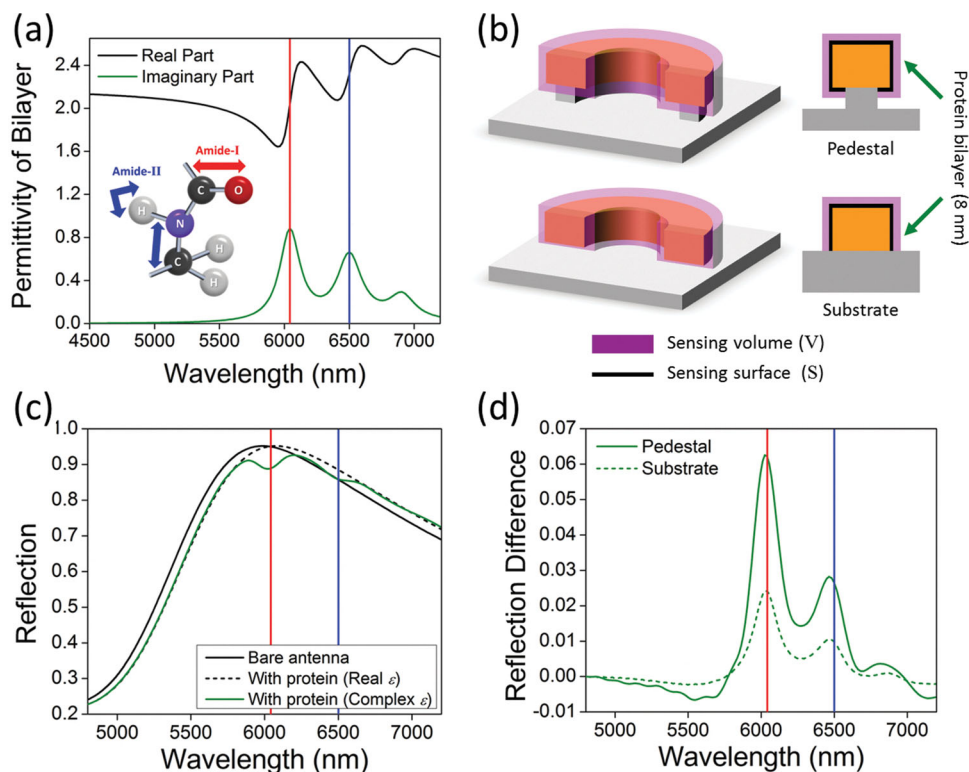 (a)
Real Part
Imaginary Part
Permittivity of Bilayer
2.4
2.0
1.6
1.2
0.8
0.4
0.0
Amide-I
Amide-II
C
O
H
N
C
H
H
4500 5000 5500 6000 6500 7000
Wavelength (nm)
(b)
Pedestal
Substrate
Protein bilayer (8 nm)
Sensing volume (V)
Sensing surface (S)
(c)
Reflection
1.0
0.9
0.8
0.7
0.6
0.5
0.4
0.3
0.2
Bare antenna
With protein (Real ε)
With protein (Complex ε)
5000 5500 6000 6500 7000
Wavelength (nm)
(d)
Reflection Difference
0.07
0.06
0.05
0.04
0.03
0.02
0.01
0.00
-0.01
Pedestal
Substrate
5000 5500 6000 6500 7000
Wavelength (nm)